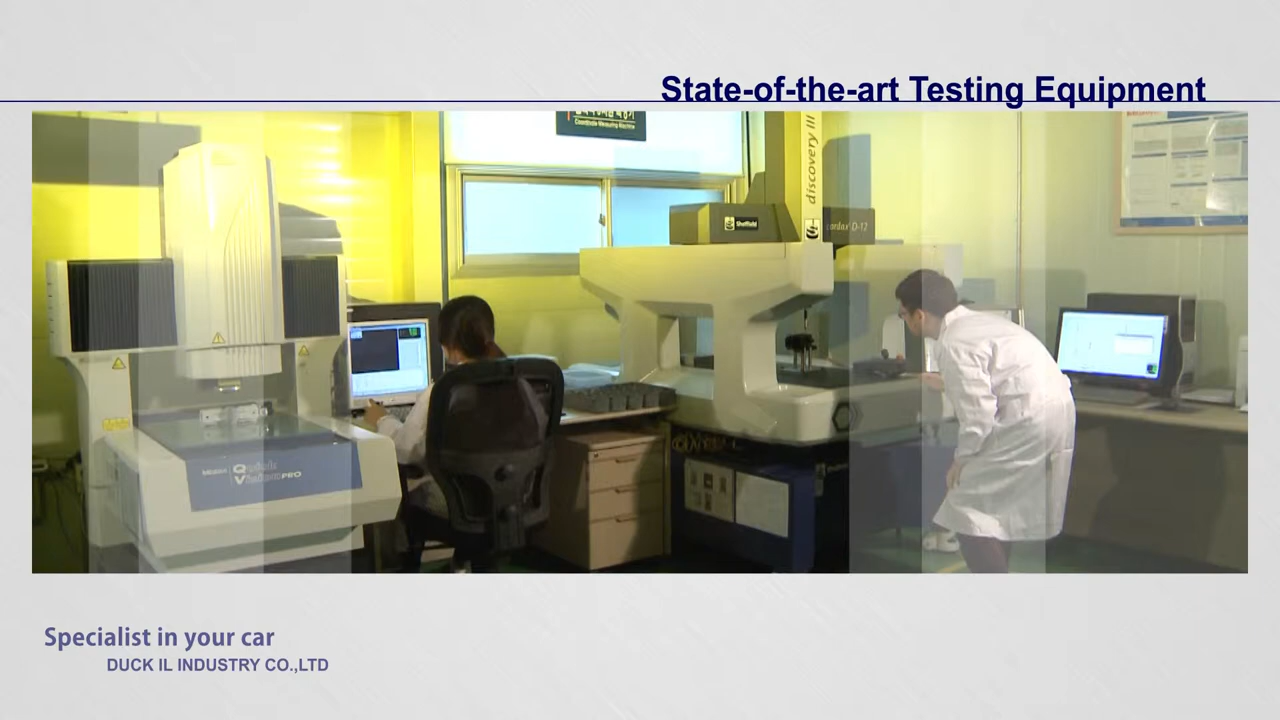 State-of-the-art Testing Equipment
Coordinate Measuring Machine
discovery III
Sheffield
cordax D-12
Quick
Vision PRO
Specialist in your car
DUCK IL INDUSTRY CO.,LTD